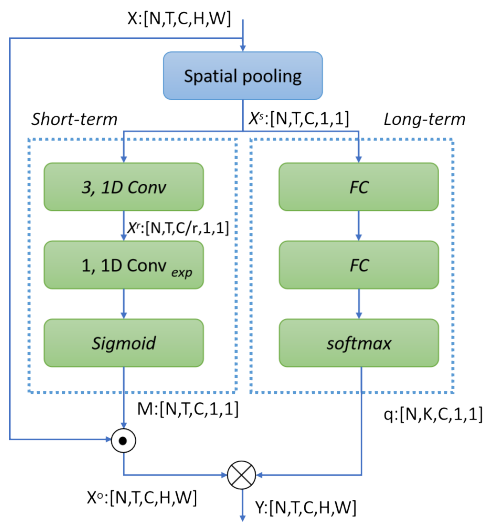 X:[N,T,C,H,W]
Spatial pooling
Short-term
Xˢ:[N,T,C,1,1]
Long-term
3, 1D Conv
FC
Xʳ:[N,T,C/r,1,1]
1, 1D Conv exp
FC
Sigmoid
softmax
M:[N,T,C,1,1]
q:[N,K,C,1,1]
Xᵒ:[N,T,C,H,W]
Y:[N,T,C,H,W]